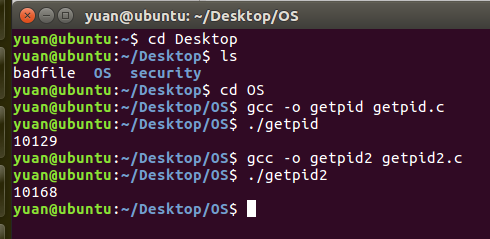 yuan@ubuntu: ~/Desktop/OS
yuan@ubuntu:~$ cd Desktop
yuan@ubuntu:~/Desktop$ ls
badfile  OS  security
yuan@ubuntu:~/Desktop$ cd OS
yuan@ubuntu:~/Desktop/OS$ gcc -o getpid getpid.c
yuan@ubuntu:~/Desktop/OS$ ./getpid
10129
yuan@ubuntu:~/Desktop/OS$ gcc -o getpid2 getpid2.c
yuan@ubuntu:~/Desktop/OS$ ./getpid2
10168
yuan@ubuntu:~/Desktop/OS$